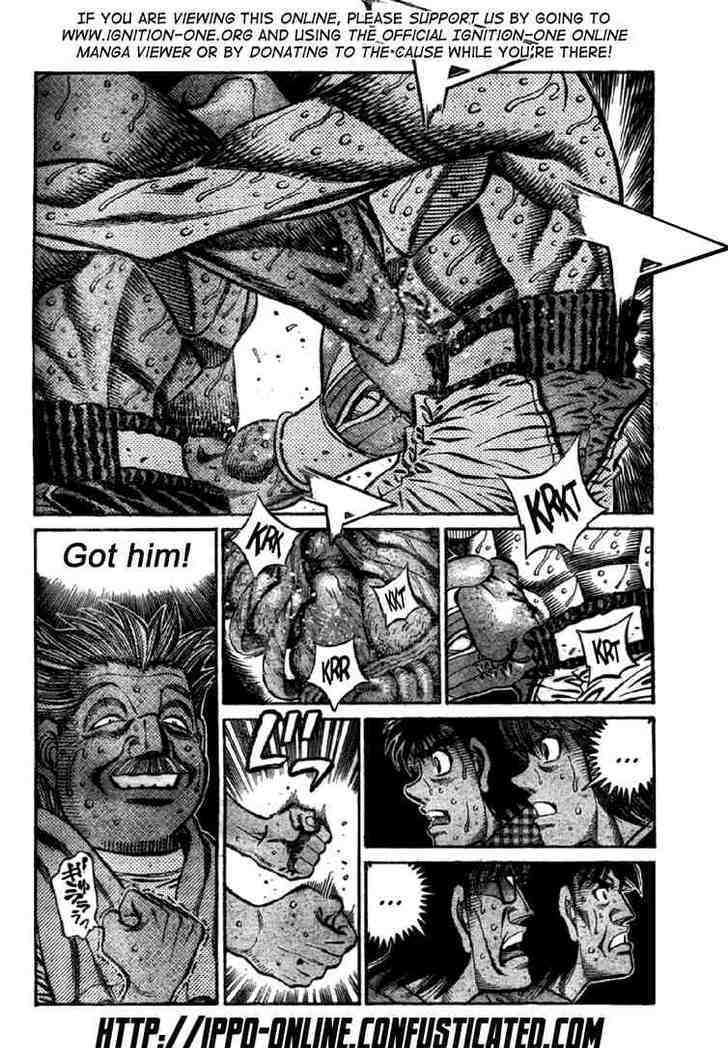 IF YOU ARE VIEWING THIS ONLINE, PLEASE SUPPORT US BY GOING TO
WWW.IGNITION-ONE.ORG AND USING THE OFFICIAL IGNITION-ONE ONLINE
MANGA VIEWER OR BY DONATING TO THE CAUSE WHILE YOU'RE THERE!
KRKT
KRK
KKT
KRR
KRT
Got him!
...
...
HTTP://IPPO-ONLINE.CONFUSTICATED.COM